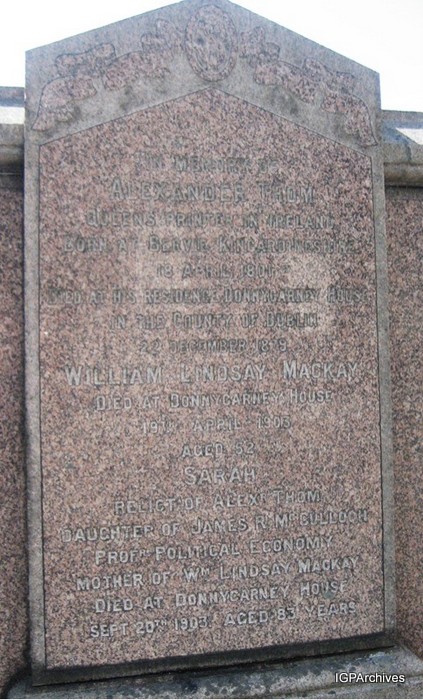 IN MEMORY OF
ALEXANDER THOM
QUEEN'S PRINTER IN IRELAND
BORN AT BERVIE KINCARDINESHIRE
18 APRIL 1801
DIED AT HIS RESIDENCE DONNYCARNEY HOUSE
IN THE COUNTY OF DUBLIN
22 DECEMBER 1879
WILLIAM LINDSAY MACKAY
DIED AT DONNYCARNEY HOUSE
19TH APRIL 1903
AGED 52
SARAH
RELICT OF ALEXR THOM
DAUGHTER OF JAMES R. MCCULLOCH
PROFR POLITICAL ECONOMY
MOTHER OF WM LINDSAY MACKAY
DIED AT DONNYCARNEY HOUSE
SEPT 20TH 1903 AGED 83 YEARS
IGPArchives